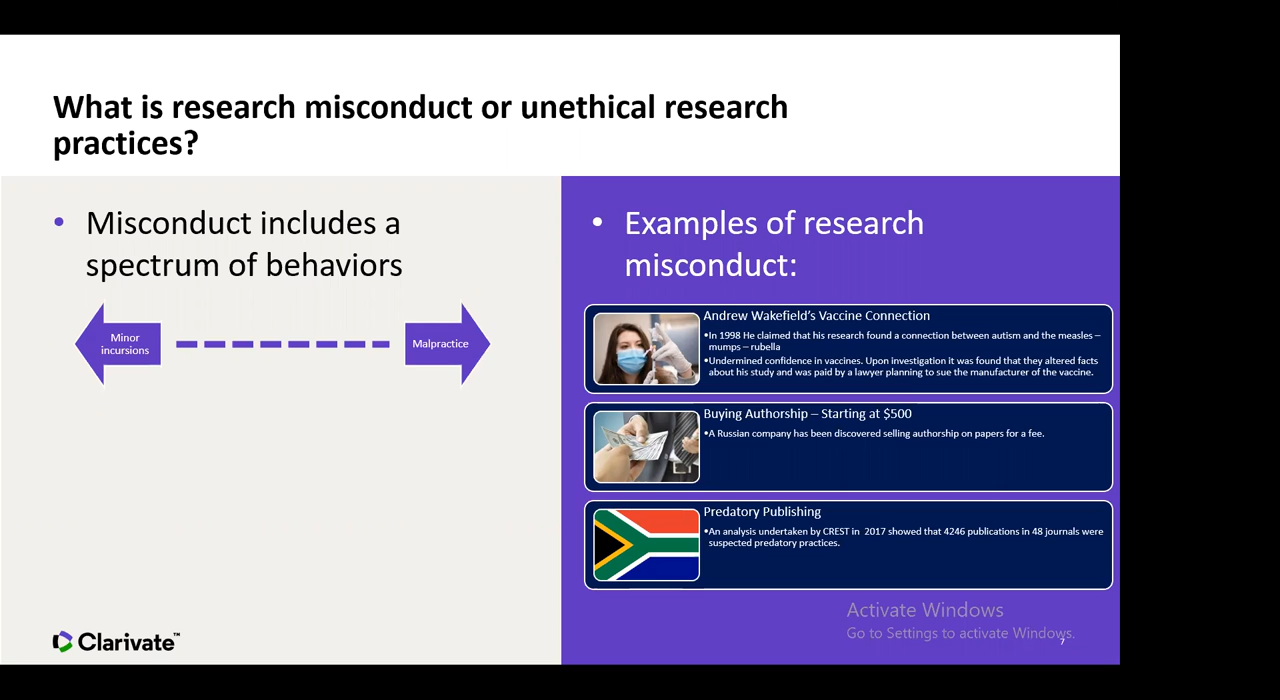 What is research misconduct or unethical research
practices?
• Misconduct includes a
spectrum of behaviors
Minor
incursions
Malpractice
• Examples of research
misconduct:
Andrew Wakefield's Vaccine Connection
•In 1998 He claimed that his research found a connection between autism and the measles –
mumps – rubella
•Undermined confidence in vaccines. Upon investigation it was found that they altered facts
about his study and was paid by a lawyer planning to sue the manufacturer of the vaccine.
Buying Authorship – Starting at $500
•A Russian company has been discovered selling authorship on papers for a fee.
Predatory Publishing
•An analysis undertaken by CREST in 2017 showed that 4246 publications in 48 journals were
suspected predatory practices.
Activate Windows
Go to Settings to activate Windows.
7
Clarivate™